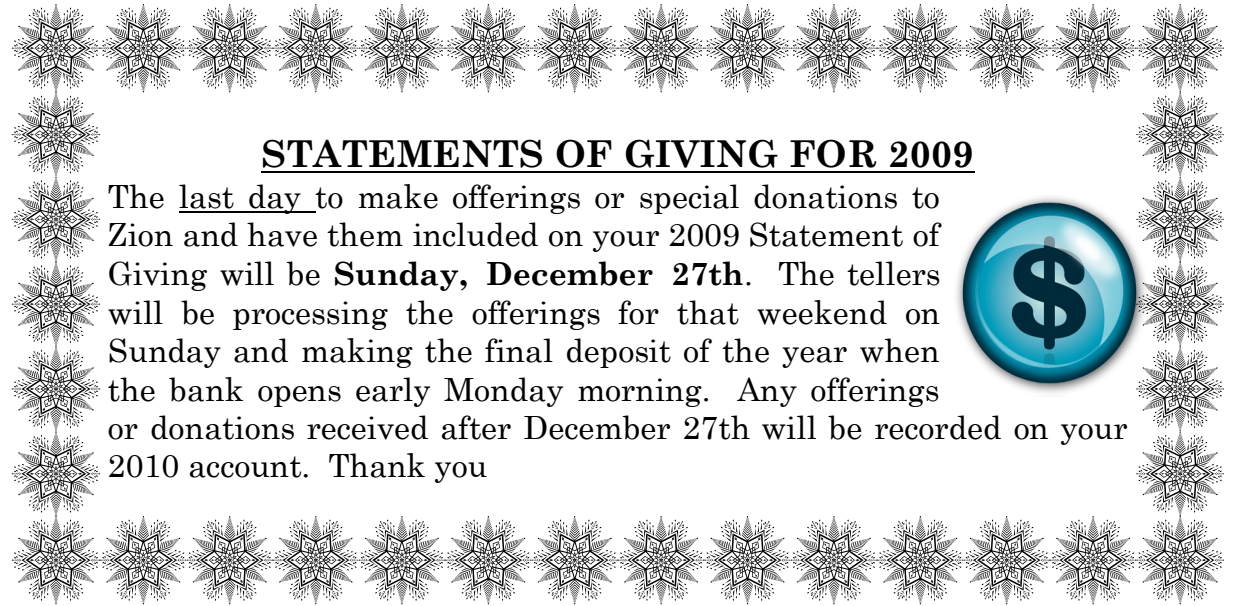 STATEMENTS OF GIVING FOR 2009
The last day to make offerings or special donations to
Zion and have them included on your 2009 Statement of
Giving will be Sunday, December 27th. The tellers
will be processing the offerings for that weekend on
Sunday and making the final deposit of the year when
the bank opens early Monday morning. Any offerings
or donations received after December 27th will be recorded on your
2010 account. Thank you
$